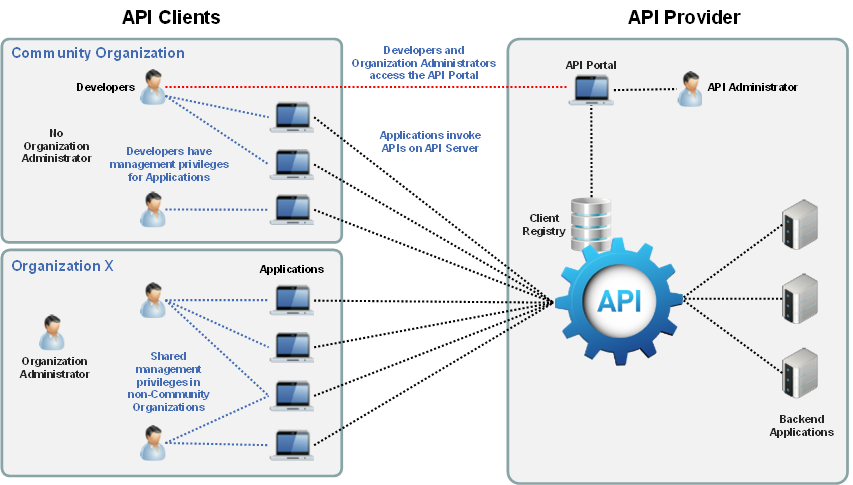 API Clients
API Provider
Community Organization
Developers
No
Organization
Administrator
Developers have
management privileges
for Applications
Developers and
Organization Administrators
access the API Portal
Applications invoke
APIs on API Server
API Portal
API Administrator
Client
Registry
API
Backend
Applications
Organization X
Applications
Organization
Administrator
Shared
management
privileges in
non-Community
Organizations